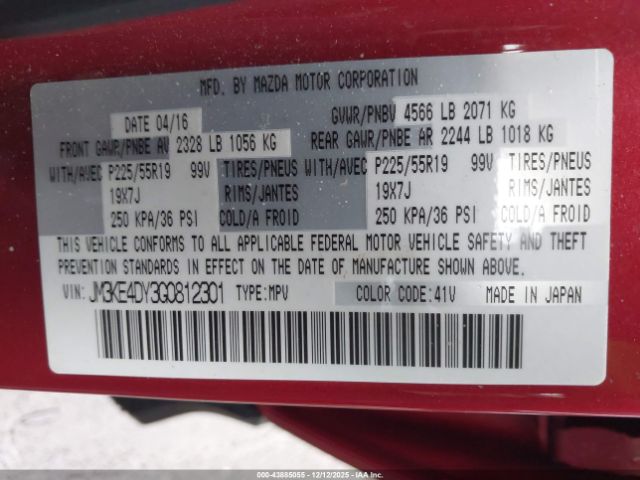 MFD. BY MAZDA MOTOR CORPORATION
DATE 04/16 GVWR/PNBV 4566 LB 2071 KG
FRONT GAWR/PNBE AV 2328 LB 1056 KG REAR GAWR/PNBE AR 2244 LB 1018 KG
WITH/AVEC P225/55R19 99V TIRES/PNEUS WITH/AVEC P225/55R19 99V TIRES/PNEUS
19X7J RIMS/JANTES 19X7J RIMS/JANTES
250 KPA/36 PSI COLD/A FROID 250 KPA/36 PSI COLD/A FROID
THIS VEHICLE CONFORMS TO ALL APPLICABLE FEDERAL MOTOR VEHICLE SAFETY AND THEFT
PREVENTION STANDARDS IN EFFECT ON THE DATE OF MANUFACTURE SHOWN ABOVE.
VIN: JM3KE4DY3G0812301 TYPE:MPV COLOR CODE:41V MADE IN JAPAN
000-43885055 - 12/12/2025 - IAAI.COM